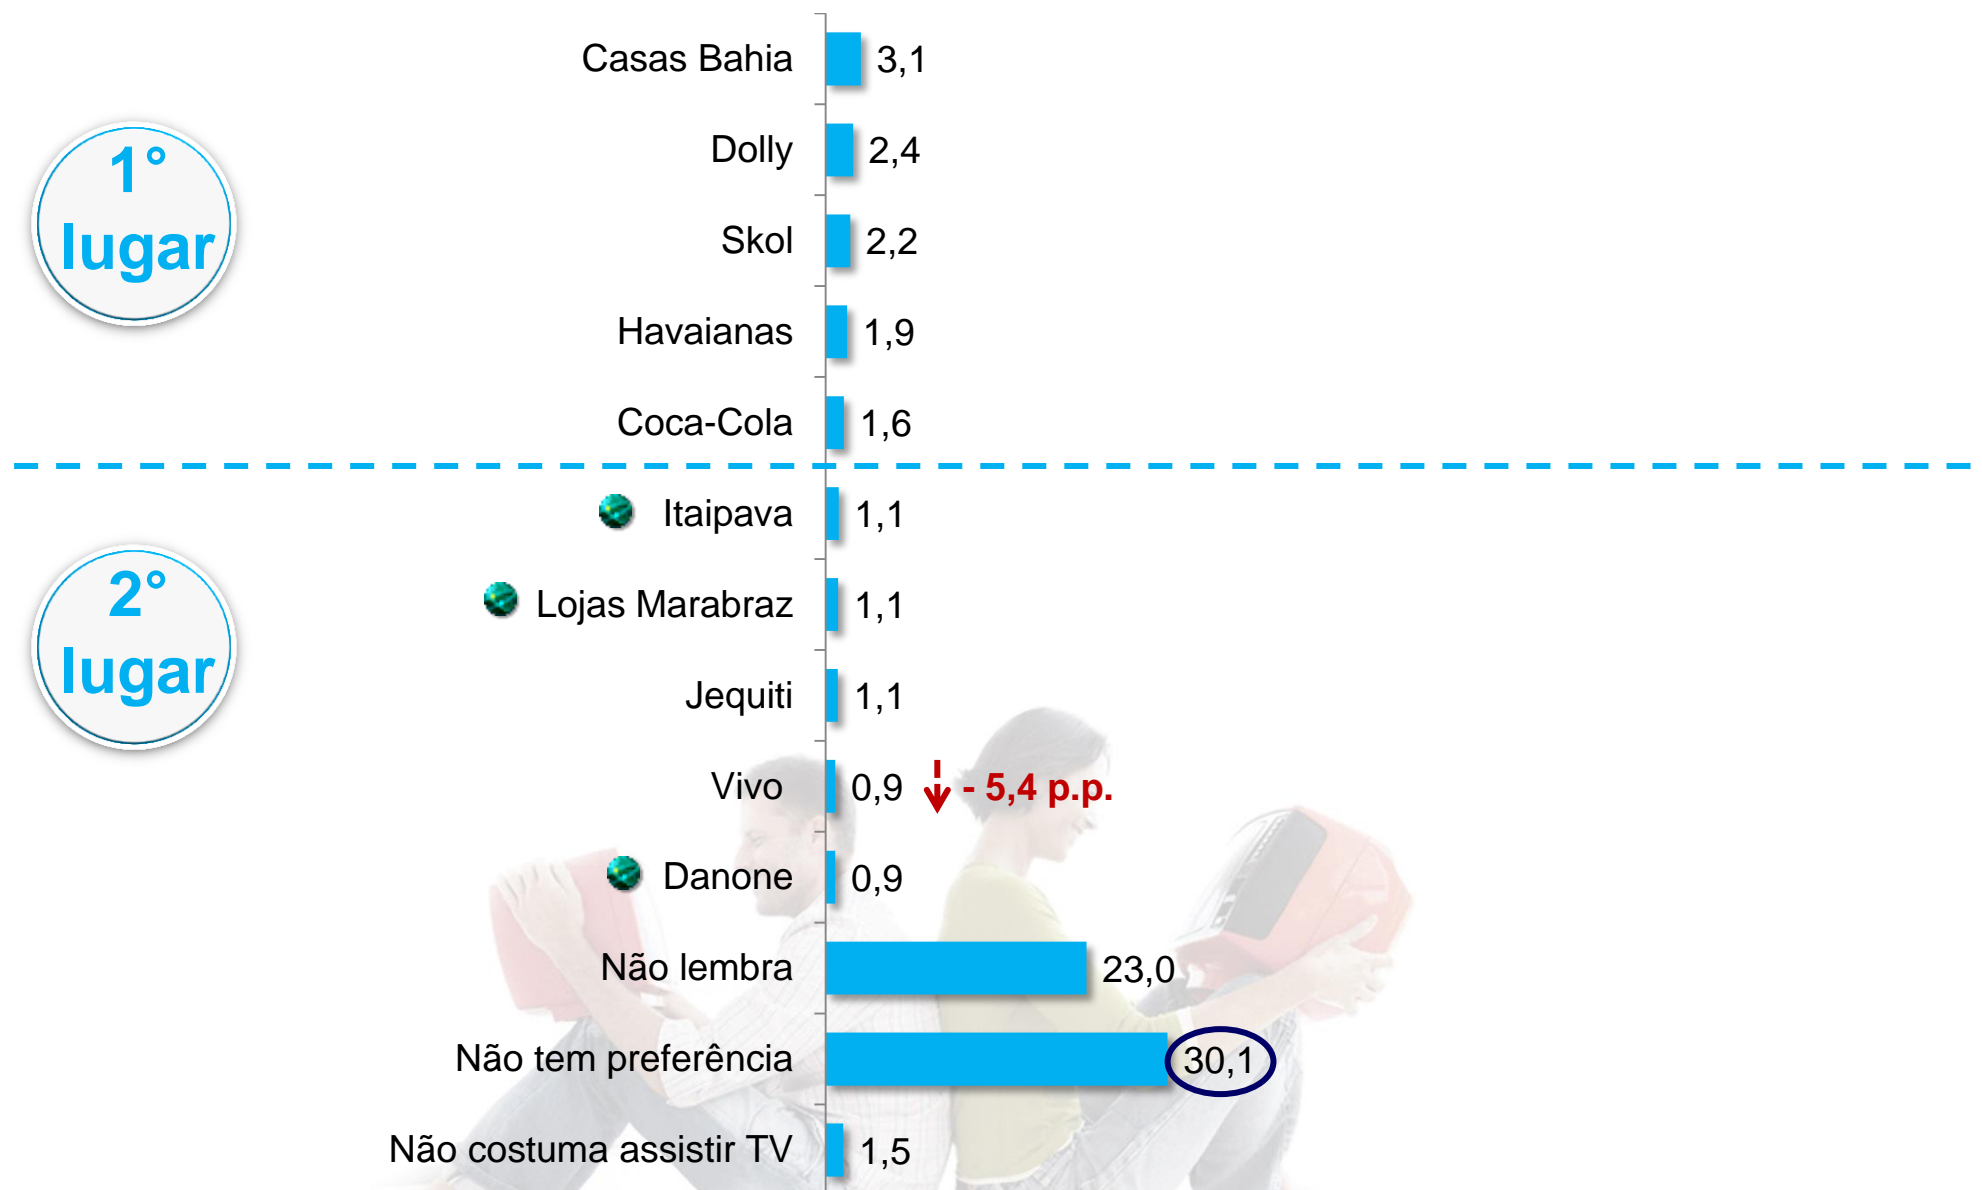 Casas Bahia 3,1
Dolly 2,4
1°
lugar
Skol 2,2
Havaianas 1,9
Coca-Cola 1,6
Itaipava 1,1
2°
lugar
Lojas Marabraz 1,1
Jequiti 1,1
Vivo 0,9 - 5,4 p.p.
Danone 0,9
Não lembra 23,0
Não tem preferência 30,1
Não costuma assistir TV 1,5